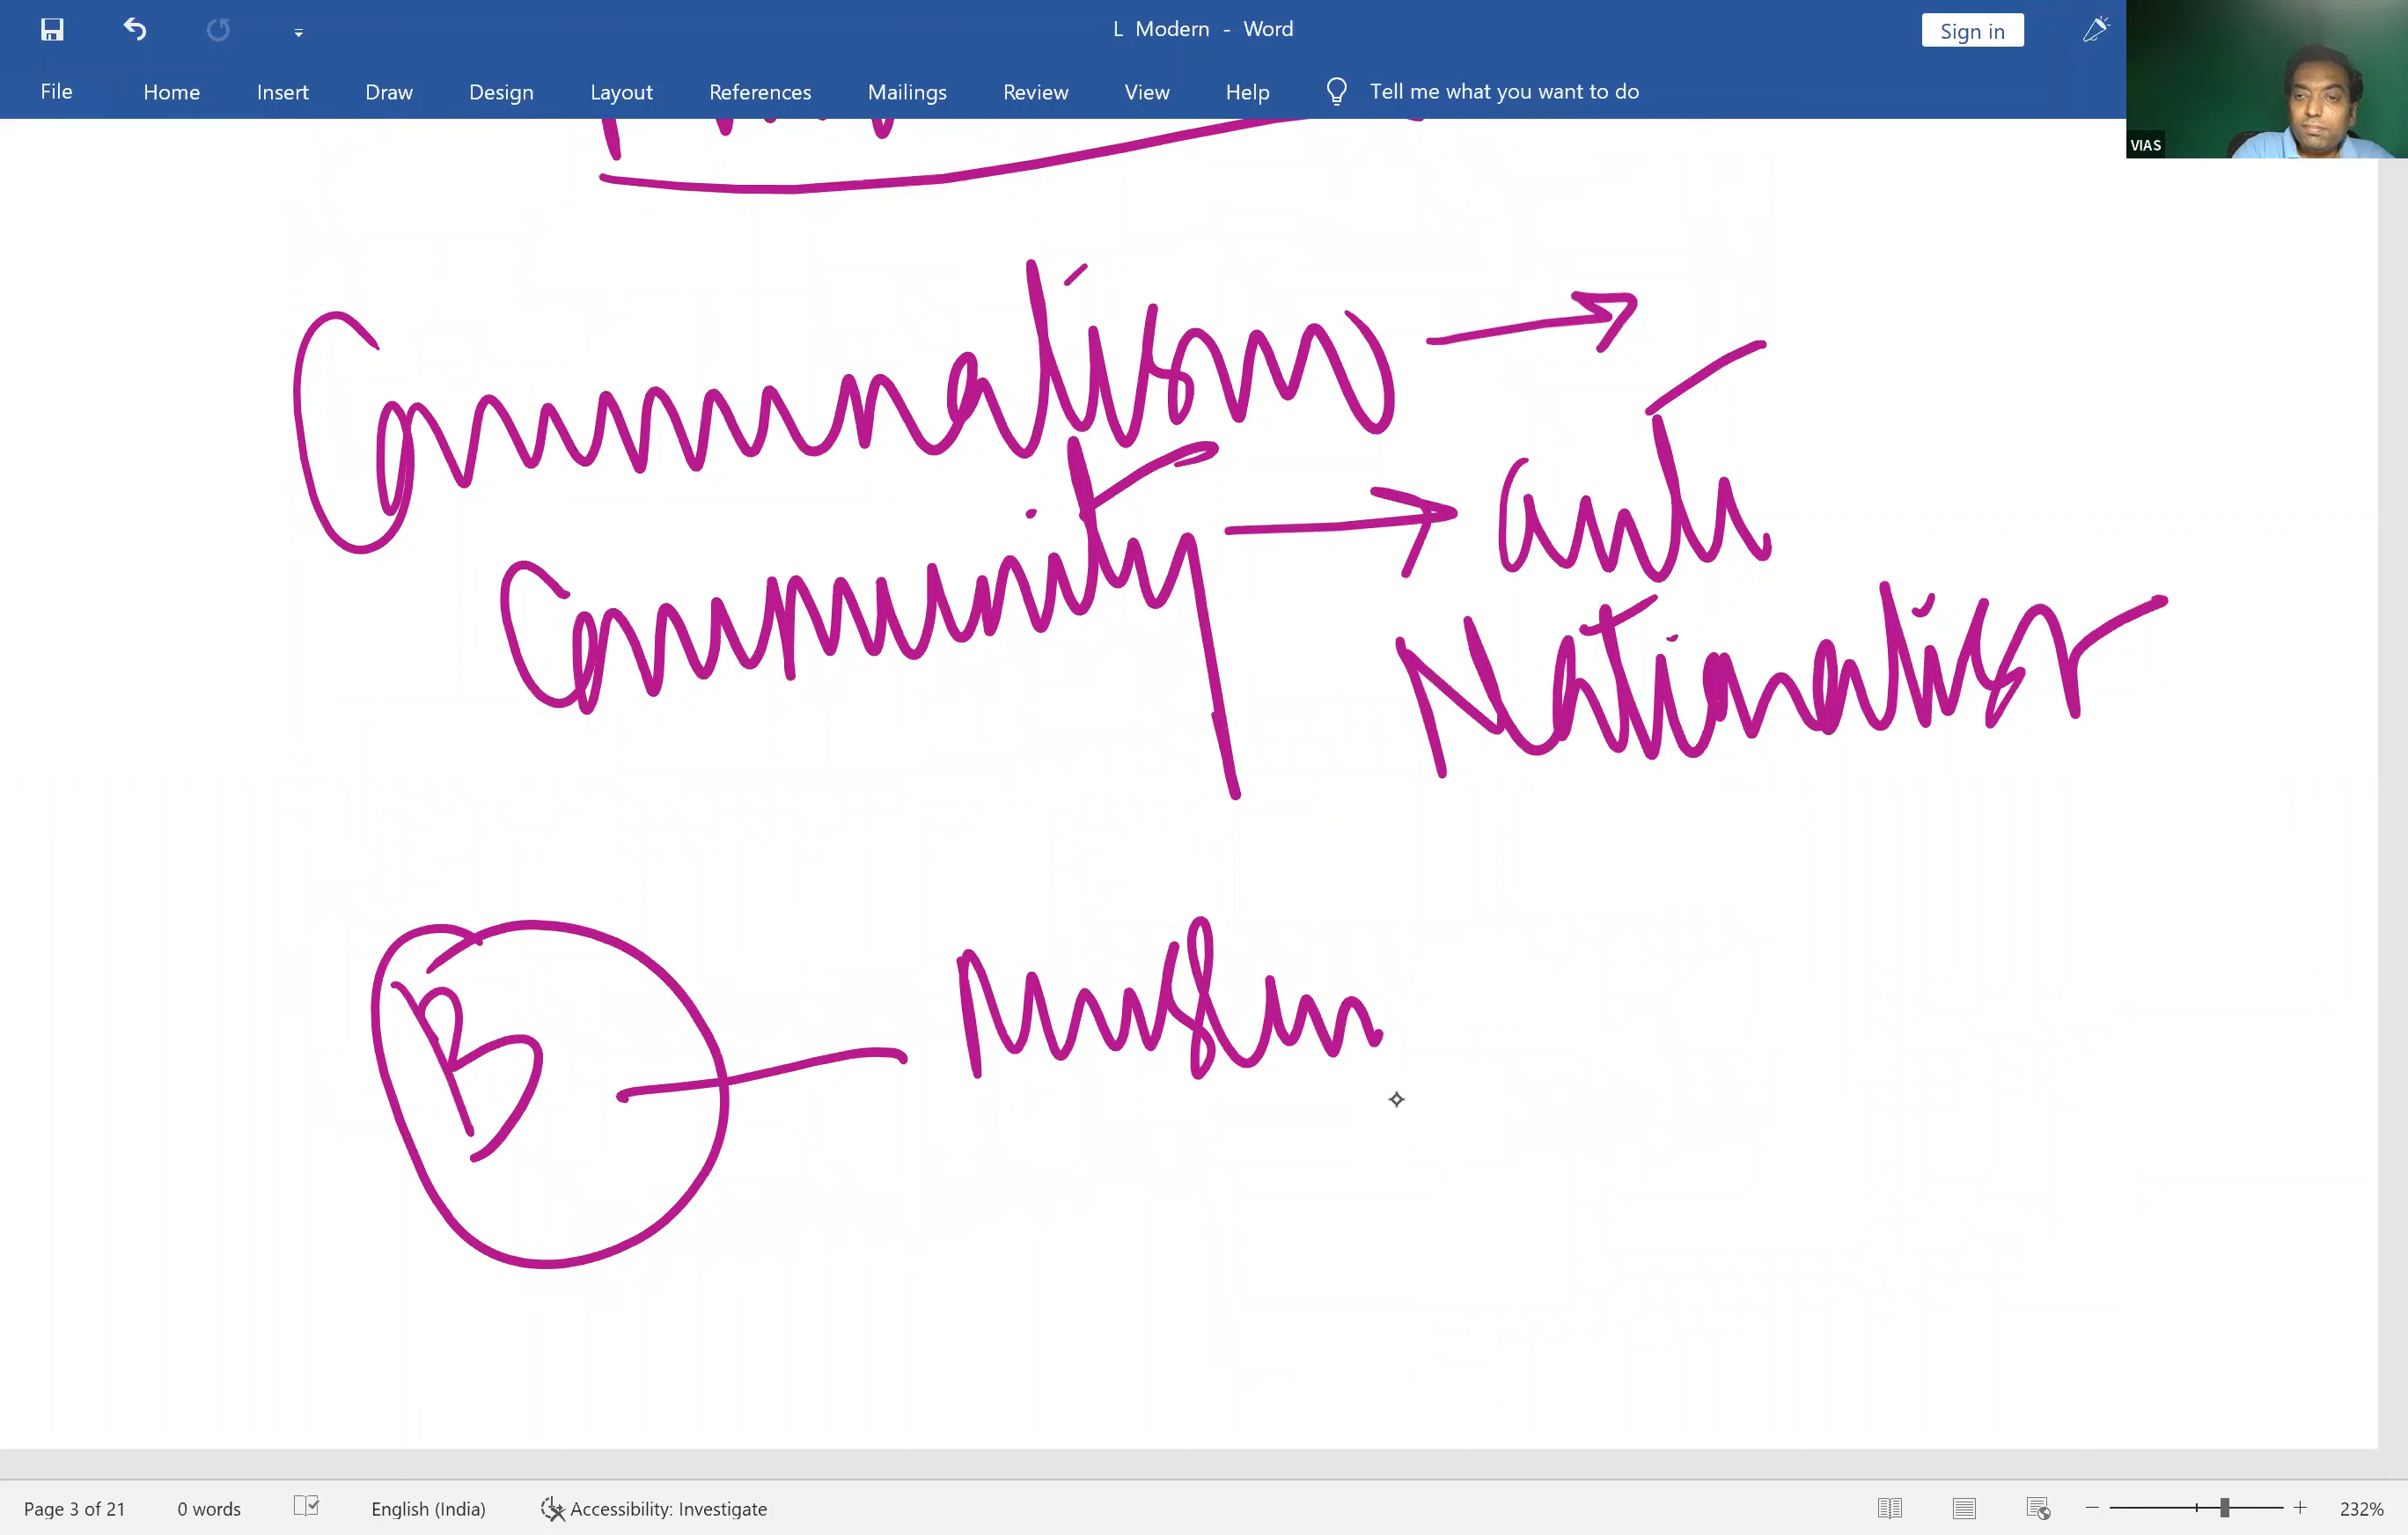 L Modern - Word
Sign in
File Home Insert Draw Design Layout References Mailings Review View Help Tell me what you want to do
VIAS
Communalism →
Community → anti
Nationalist
B — Muslim
Page 3 of 21 0 words English (India) Accessibility: Investigate 232%